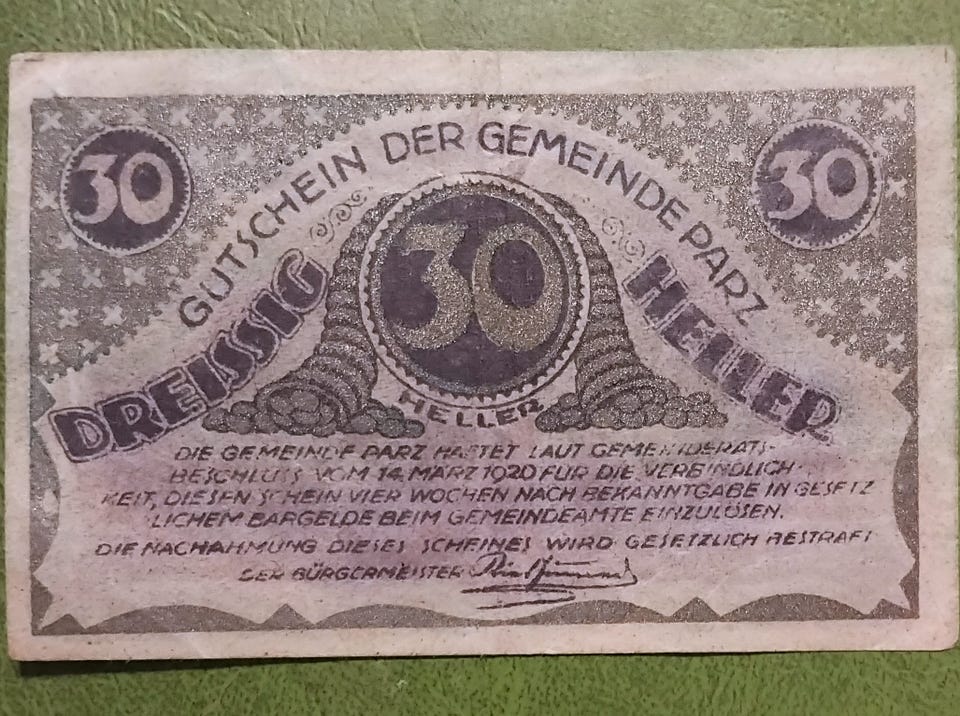 30
30
GUTSCHEIN DER GEMEINDE PARZ
DREISSIG
HELLER
30
HELLER
DIE GEMEINDE PARZ HAFTET LAUT GEMEINDERATS-
BESCHLUSS VOM 14. MÄRZ 1920 FÜR DIE VERBINDLICH-
KEIT, DIESEN SCHEIN VIER WOCHEN NACH BEKANNTGABE IN GESETZ
LICHEM BARGELDE BEIM GEMEINDEAMTE EINZULÖSEN.
DIE NACHAHMUNG DIESES SCHEINES WIRD GESETZLICH BESTRAFT
DER BÜRGERMEISTER